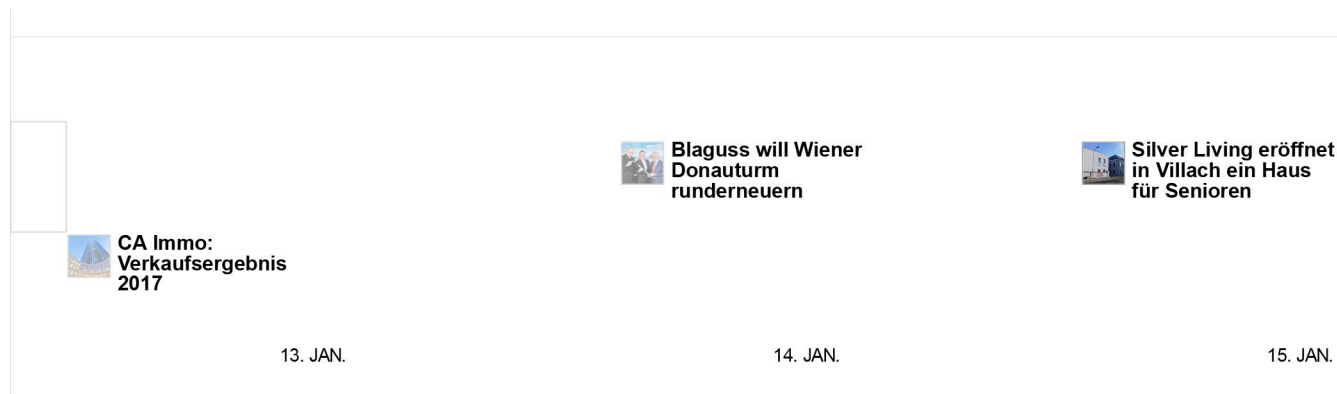 Blaguss will Wiener
Donauturm
runderneuern
Silver Living eröffnet
in Villach ein Haus
für Senioren
CA Immo:
Verkaufsergebnis
2017
13. JAN.
14. JAN.
15. JAN.